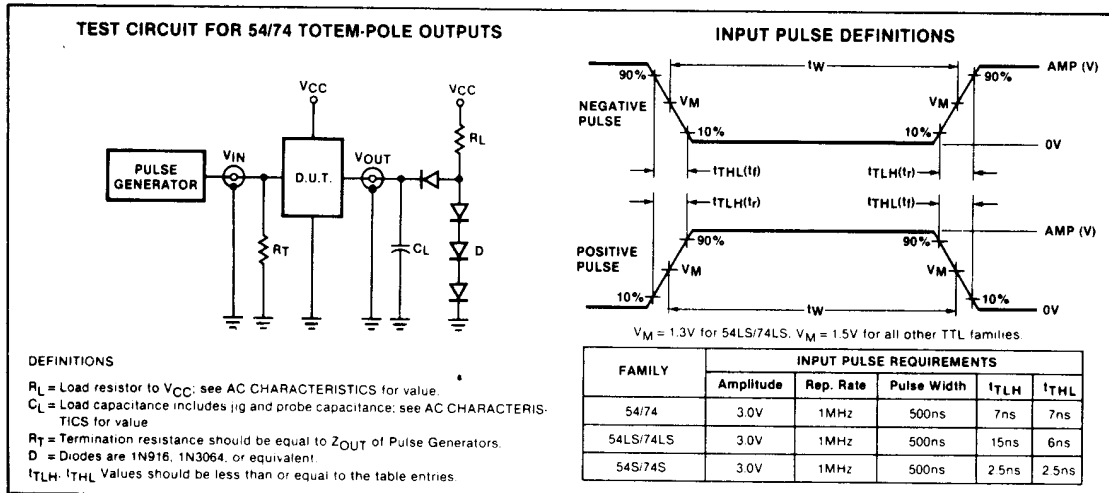 TEST CIRCUIT FOR 54/74 TOTEM-POLE OUTPUTS
VCC
VCC
RL
PULSE
GENERATOR
VIN
D.U.T.
VOUT
RT
CL
D
DEFINITIONS
RL = Load resistor to VCC; see AC CHARACTERISTICS for value.
CL = Load capacitance includes jig and probe capacitance; see AC CHARACTERIS-
TICS for value
RT = Termination resistance should be equal to ZOUT of Pulse Generators.
D = Diodes are 1N916, 1N3064, or equivalent.
tTLH, tTHL Values should be less than or equal to the table entries.
INPUT PULSE DEFINITIONS
tW
AMP (V)
90%
90%
NEGATIVE
PULSE
VM
VM
10%
10%
0V
tTHL(tf)
tTLH(tr)
tTLH(tr)
tTHL(tf)
AMP (V)
90%
90%
POSITIVE
PULSE
VM
VM
10%
10%
tW
0V
VM = 1.3V for 54LS/74LS. VM = 1.5V for all other TTL families.
FAMILY
INPUT PULSE REQUIREMENTS
Amplitude Rep. Rate Pulse Width tTLH tTHL
54/74 3.0V 1MHz 500ns 7ns 7ns
54LS/74LS 3.0V 1MHz 500ns 15ns 6ns
54S/74S 3.0V 1MHz 500ns 2.5ns 2.5ns